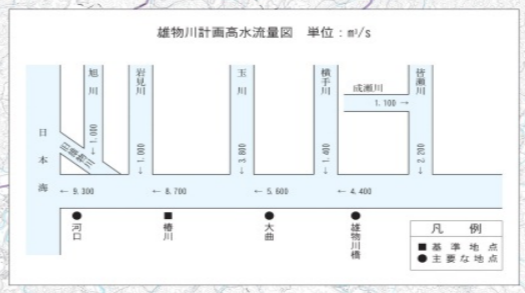 雄物川計画高水流量図　単位：m³/s
旭川
岩見川
玉川
横手川
成瀬川
皆瀬川
1.100 →
← 1.000
← 1.000
← 3.800
← 1.400
← 2.200
日本海
旧雄物川
← 9.300
← 8.700
← 5.600
← 4.400
●河口
■椿川
●大曲
●雄物川橋
凡　例
■基準地点
●主要な地点